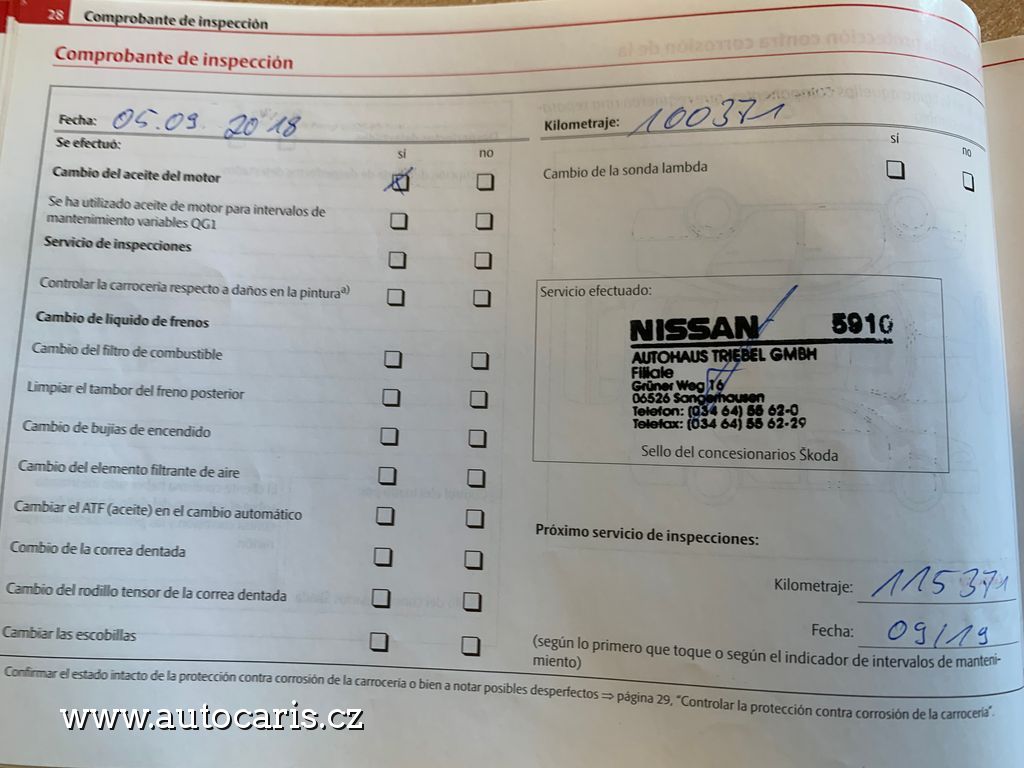 28 Comprobante de inspección
Comprobante de inspección
Fecha: 05.09. 2018
Kilometraje: 100371
Se efectuó:
sí no
sí no
Cambio del aceite del motor
Cambio de la sonda lambda
Se ha utilizado aceite de motor para intervalos de
mantenimiento variables QG1
Servicio de inspecciones
Controlar la carrocería respecto a daños en la pintura a)
Cambio de liquido de frenos
Cambio del filtro de combustible
Limpiar el tambor del freno posterior
Cambio de bujías de encendido
Cambio del elemento filtrante de aire
Cambiar el ATF (aceite) en el cambio automático
Combio de la correa dentada
Cambio del rodillo tensor de la correa dentada
Cambiar las escobillas
Servicio efectuado:
NISSAN 5910
AUTOHAUS TRIEBEL GMBH
Filiale
Grüner Weg 16
06526 Sangerhausen
Telefon: (034 64) 55 62-0
Telefax: (034 64) 55 62-29
Sello del concesionarios Škoda
Próximo servicio de inspecciones:
Kilometraje: 115371
Fecha: 09/19
(según lo primero que toque o según el indicador de intervalos de manteni-
miento)
Confirmar el estado intacto de la protección contra corrosión de la carrocería o bien a notar posibles desperfectos ⇒ página 29, "Controlar la protección contra corrosión de la carrocería".
www.autocaris.cz